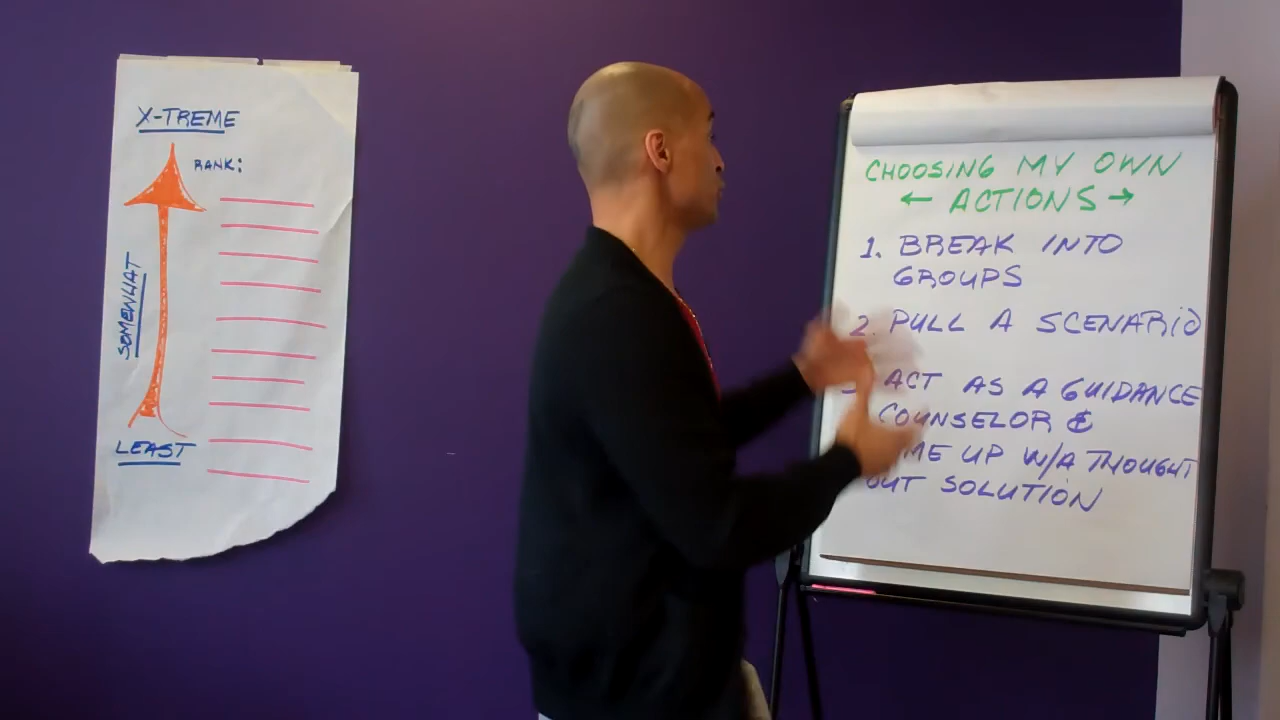 X-TREME
RANK:
SOMEWHAT
LEAST
CHOOSING MY OWN
← ACTIONS →
1. BREAK INTO
GROUPS
2. PULL A SCENARIO
ACT AS A GUIDANCE
COUNSELOR &
UP W/A THOUGHT
OUT SOLUTION